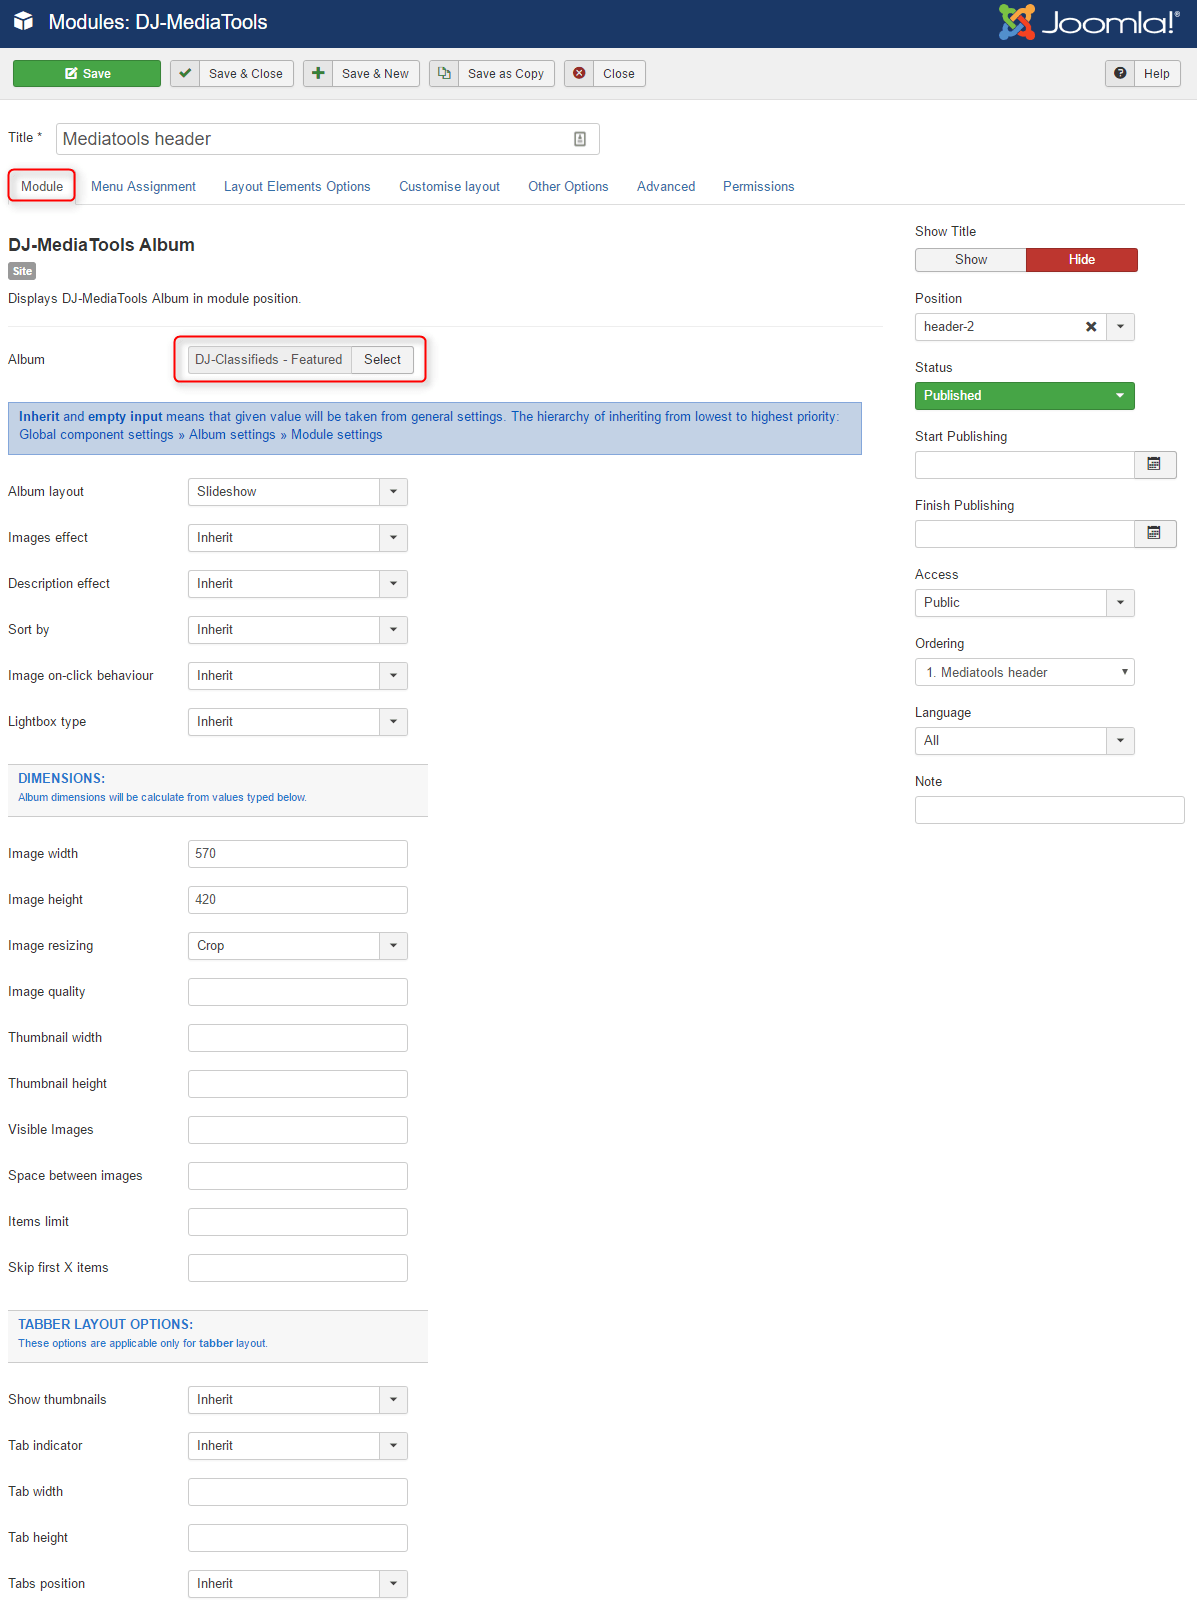 Modules: DJ-MediaTools
Joomla!®
Save
Save & Close
Save & New
Save as Copy
Close
Help
Title *
Mediatools header
Module
Menu Assignment
Layout Elements Options
Customise layout
Other Options
Advanced
Permissions
DJ-MediaTools Album
Site
Displays DJ-MediaTools Album in module position.
Album
DJ-Classifieds - Featured
Select
Inherit and empty input means that given value will be taken from general settings. The hierarchy of inheriting from lowest to highest priority:
Global component settings » Album settings » Module settings
Album layout
Slideshow
Images effect
Inherit
Description effect
Inherit
Sort by
Inherit
Image on-click behaviour
Inherit
Lightbox type
Inherit
DIMENSIONS:
Album dimensions will be calculate from values typed below.
Image width
570
Image height
420
Image resizing
Crop
Image quality
Thumbnail width
Thumbnail height
Visible Images
Space between images
Items limit
Skip first X items
TABBER LAYOUT OPTIONS:
These options are applicable only for tabber layout.
Show thumbnails
Inherit
Tab indicator
Inherit
Tab width
Tab height
Tabs position
Inherit
Show Title
Show
Hide
Position
header-2
Status
Published
Start Publishing
Finish Publishing
Access
Public
Ordering
1. Mediatools header
Language
All
Note